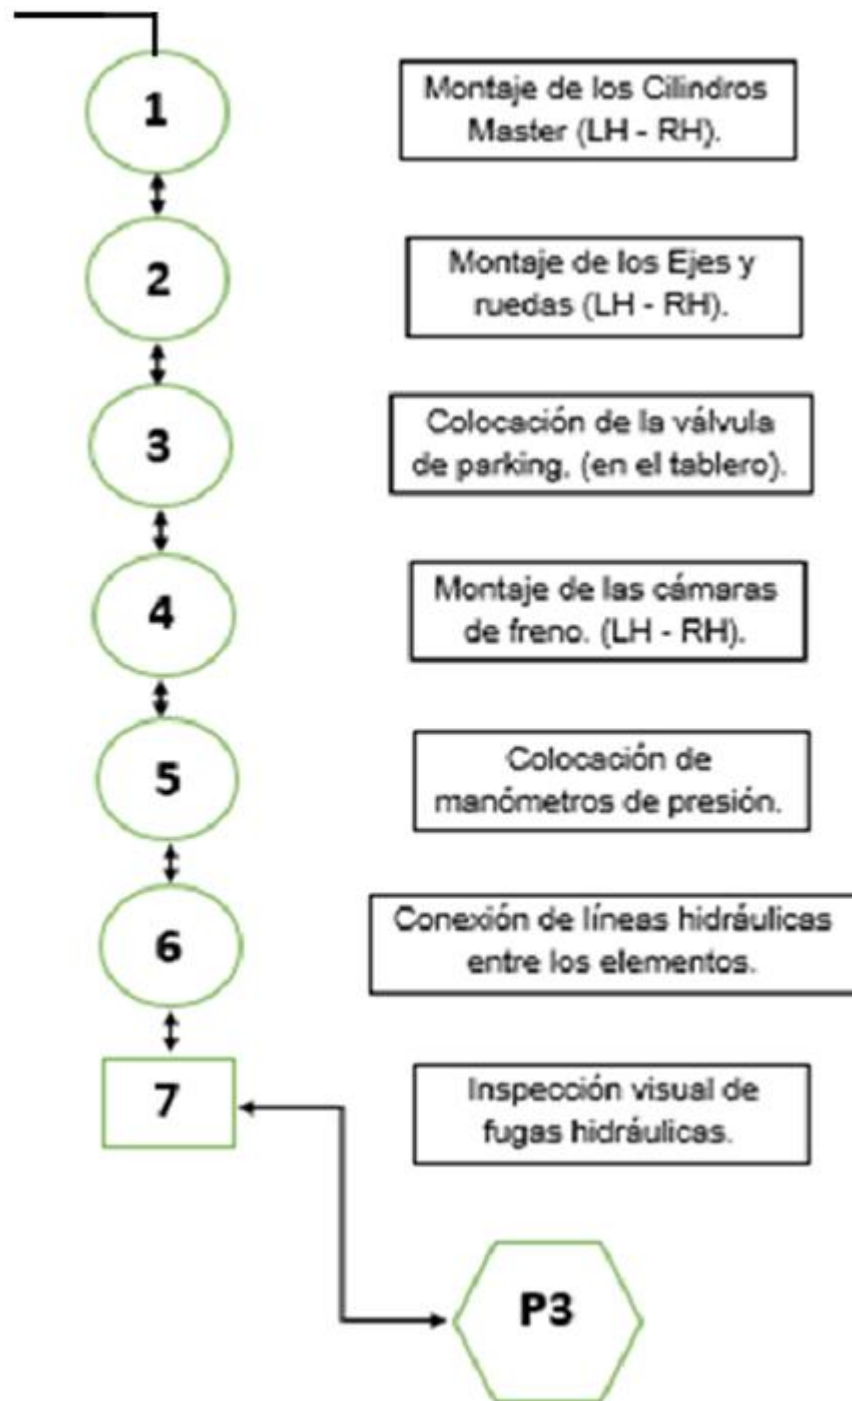 1
Montaje de los Cilindros
Master (LH - RH).
2
Montaje de los Ejes y
ruedas (LH - RH).
3
Colocación de la válvula
de parking, (en el tablero).
4
Montaje de las cámaras
de freno. (LH - RH).
5
Colocación de
manómetros de presión.
6
Conexión de líneas hidráulicas
entre los elementos.
7
Inspección visual de
fugas hidráulicas.
P3